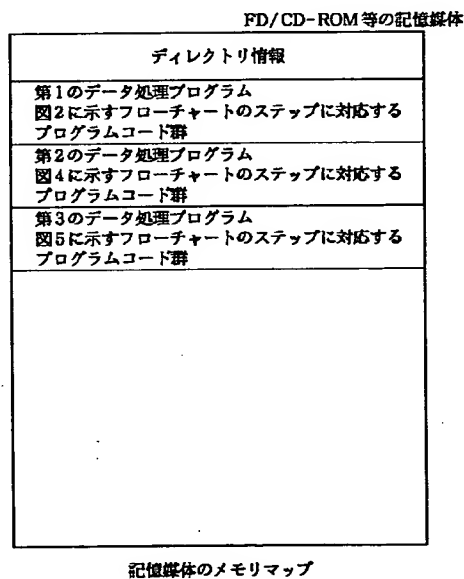 FD/CD-ROM等の記憶媒体
ディレクトリ情報
第1のデータ処理プログラム
図2に示すフローチャートのステップに対応する
プログラムコード群
第2のデータ処理プログラム
図4に示すフローチャートのステップに対応する
プログラムコード群
第3のデータ処理プログラム
図5に示すフローチャートのステップに対応する
プログラムコード群
記憶媒体のメモリマップ